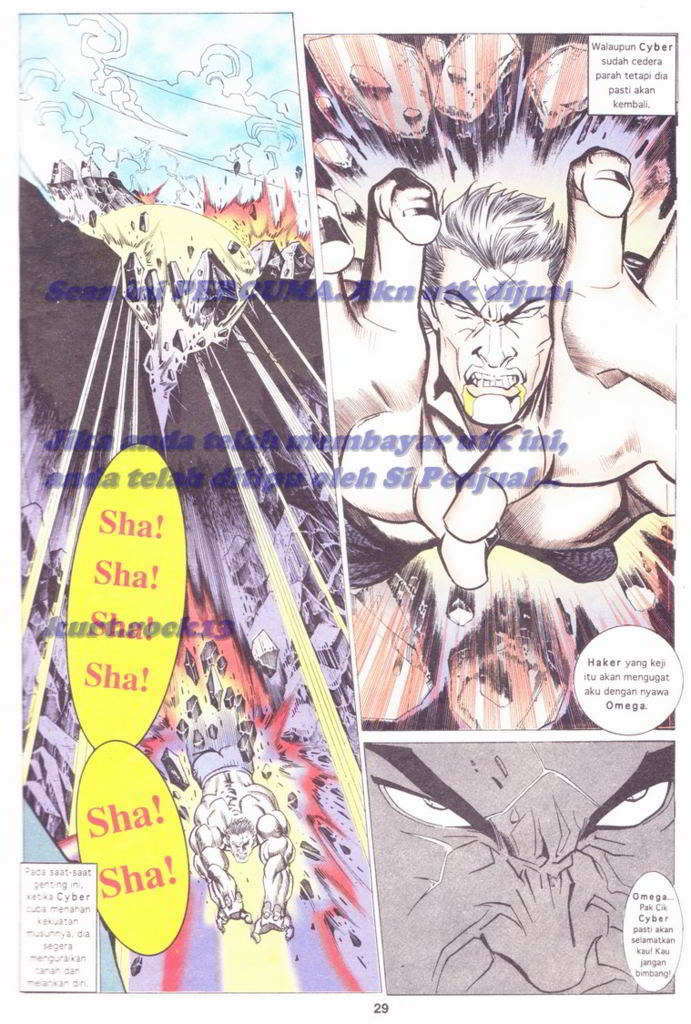 Walaupun Cyber
sudah cedera
parah tetapi dia
pasti akan
kembali.
Scan ini PERCUMA. Bkn utk dijual
Jika anda telah membayar utk ini,
anda telah ditipu oleh Si Penjual...
kurharock13
Sha!
Sha!
Sha!
Sha!
Sha!
Sha!
Pada saat-saat
genting ini,
ketika Cyber
cuba menahan
kekuatan
musuhnya, dia
segera
menguraikan
tanah dan
melarikan diri.
Haker yang keji
itu akan mengugat
aku dengan nyawa
Omega.
Omega...
Pak Cik
Cyber
pasti akan
selamatkan
kau! Kau
jangan
bimbang!
29